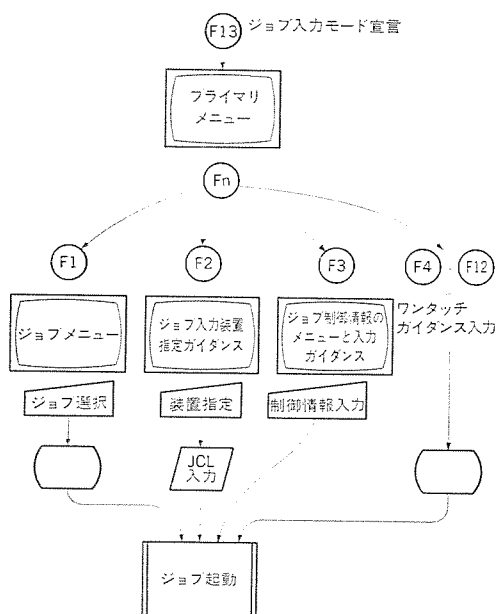 F13 ジョブ入力モード宣言
プライマリ
メニュー
Fn
F1
F2
F3
F4
F12
ジョブメニュー
ジョブ入力装置
指定ガイダンス
ジョブ制御情報の
メニューと入力
ガイダンス
ワンタッチ
ガイダンス入力
ジョブ選択
装置指定
制御情報入力
JCL
入力
ジョブ起動